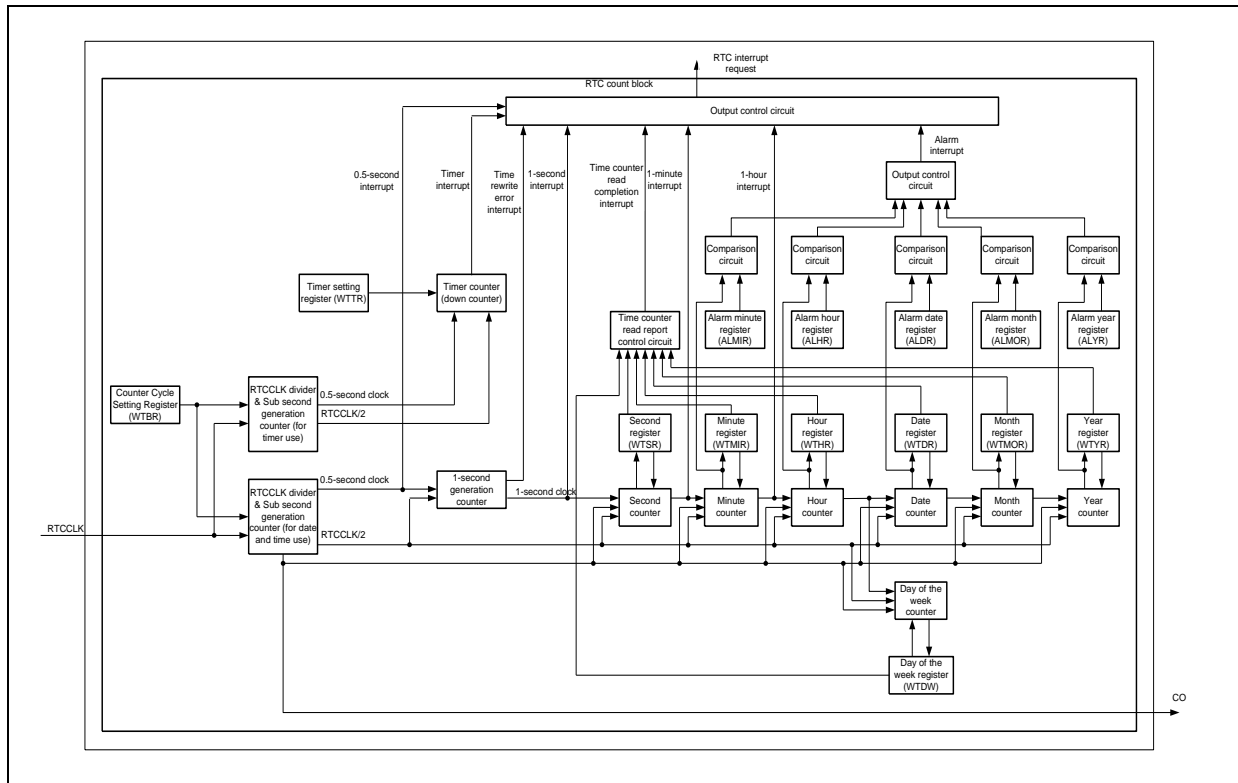 RTC interrupt
request
RTC count block
Output control circuit
0.5-second
interrupt
Timer
interrupt
Time
rewrite
error
interrupt
1-second
interrupt
Time counter
read
completion
interrupt
1-minute
interrupt
1-hour
interrupt
Alarm
interrupt
Output control
circuit
Comparison
circuit
Comparison
circuit
Comparison
circuit
Comparison
circuit
Comparison
circuit
Timer setting
register (WTTR)
Timer counter
(down counter)
Time counter
read report
control circuit
Alarm minute
register
(ALMIR)
Alarm hour
register
(ALHR)
Alarm date
register
(ALDR)
Alarm month
register
(ALMOR)
Alarm year
register
(ALYR)
Counter Cycle
Setting Register
(WTBR)
RTCCLK divider
& Sub second
generation
counter (for
timer use)
0.5-second clock
RTCCLK/2
Second
register
(WTSR)
Minute
register
(WTMIR)
Hour
register
(WTHR)
Date
register
(WTDR)
Month
register
(WTMOR)
Year
register
(WTYR)
RTCCLK
RTCCLK divider
& Sub second
generation
counter (for date
and time use)
0.5-second clock
RTCCLK/2
1-second
generation
counter
1-second clock
Second
counter
Minute
counter
Hour
counter
Date
counter
Month
counter
Year
counter
Day of the
week
counter
Day of the
week register
(WTDW)
CO